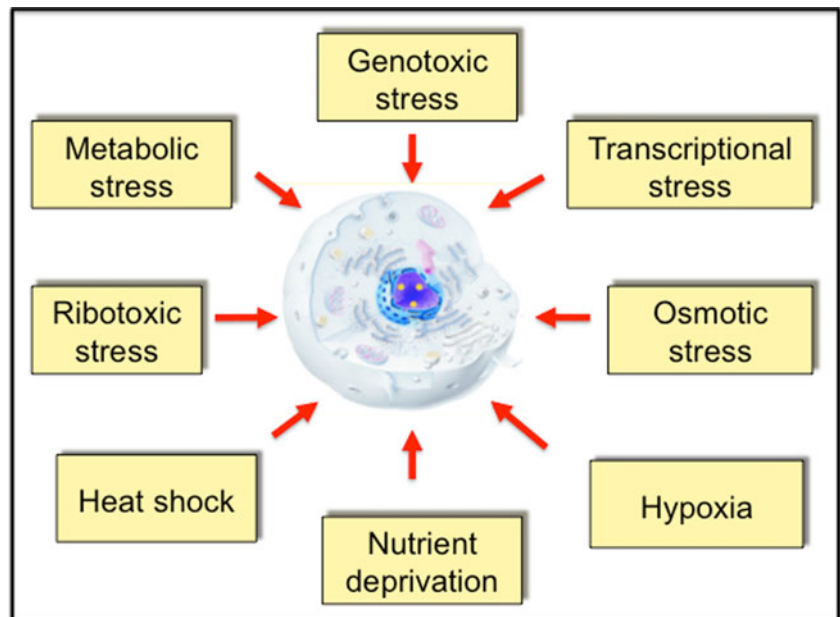 Genotoxic
stress
Metabolic
stress
Transcriptional
stress
Ribotoxic
stress
Osmotic
stress
Heat shock
Nutrient
deprivation
Hypoxia